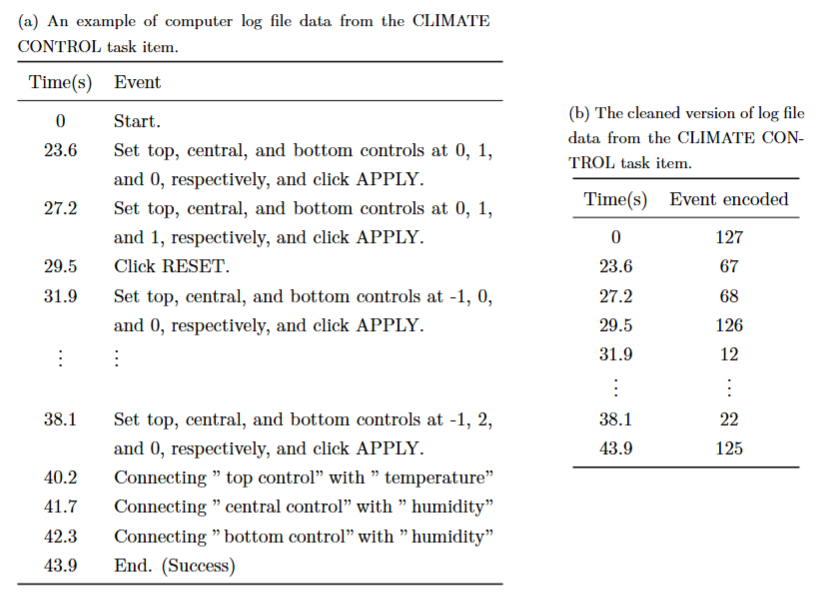 (a) An example of computer log file data from the CLIMATE
CONTROL task item.
Time(s) Event
0 Start.
23.6 Set top, central, and bottom controls at 0, 1,
and 0, respectively, and click APPLY.
27.2 Set top, central, and bottom controls at 0, 1,
and 1, respectively, and click APPLY.
29.5 Click RESET.
31.9 Set top, central, and bottom controls at -1, 0,
and 0, respectively, and click APPLY.
⋮ ⋮
38.1 Set top, central, and bottom controls at -1, 2,
and 0, respectively, and click APPLY.
40.2 Connecting ” top control” with ” temperature”
41.7 Connecting ” central control” with ” humidity”
42.3 Connecting ” bottom control” with ” humidity”
43.9 End. (Success)
(b) The cleaned version of log file
data from the CLIMATE CON-
TROL task item.
Time(s) Event encoded
0 127
23.6 67
27.2 68
29.5 126
31.9 12
⋮ ⋮
38.1 22
43.9 125